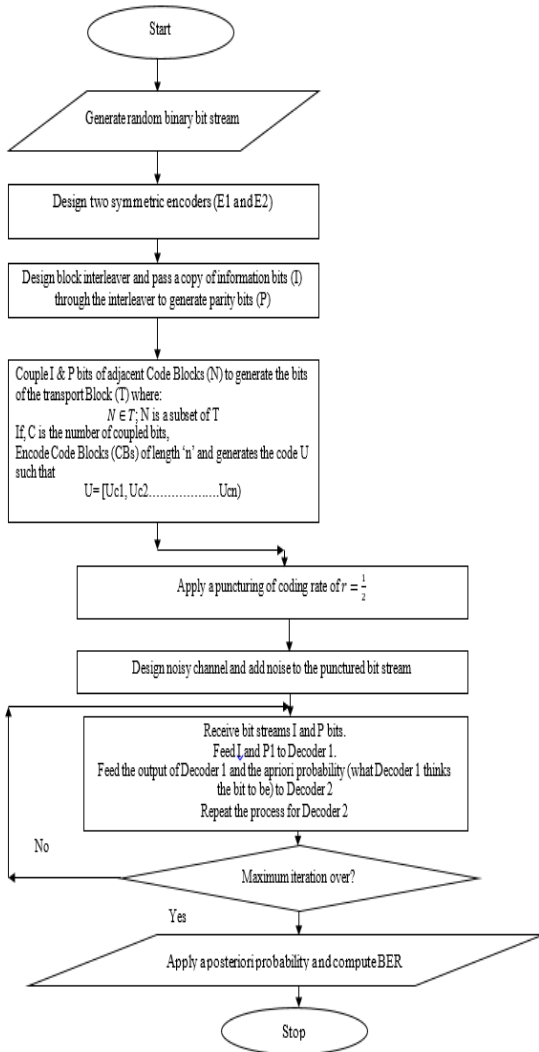 Start
Generate random binary bit stream
Design two symmetric encoders (E1 and E2)
Design block interleaver and pass a copy of information bits (I)
through the interleaver to generate parity bits (P)
Couple I & P bits of adjacent Code Blocks (N) to generate the bits
of the transport Block (T) where:
N ∈ T; N is a subset of T
If, C is the number of coupled bits,
Encode Code Blocks (CBs) of length ‘n’ and generates the code U
such that
U= [Uc1, Uc2...................Ucn)
Apply a puncturing of coding rate of r = 1/2
Design noisy channel and add noise to the punctured bit stream
Receive bit streams I and P bits.
Feed I and P1 to Decoder 1.
Feed the output of Decoder 1 and the apriori probability (what Decoder 1 thinks
the bit to be) to Decoder 2
Repeat the process for Decoder 2
No
Maximum iteration over?
Yes
Apply a posteriori probability and compute BER
Stop